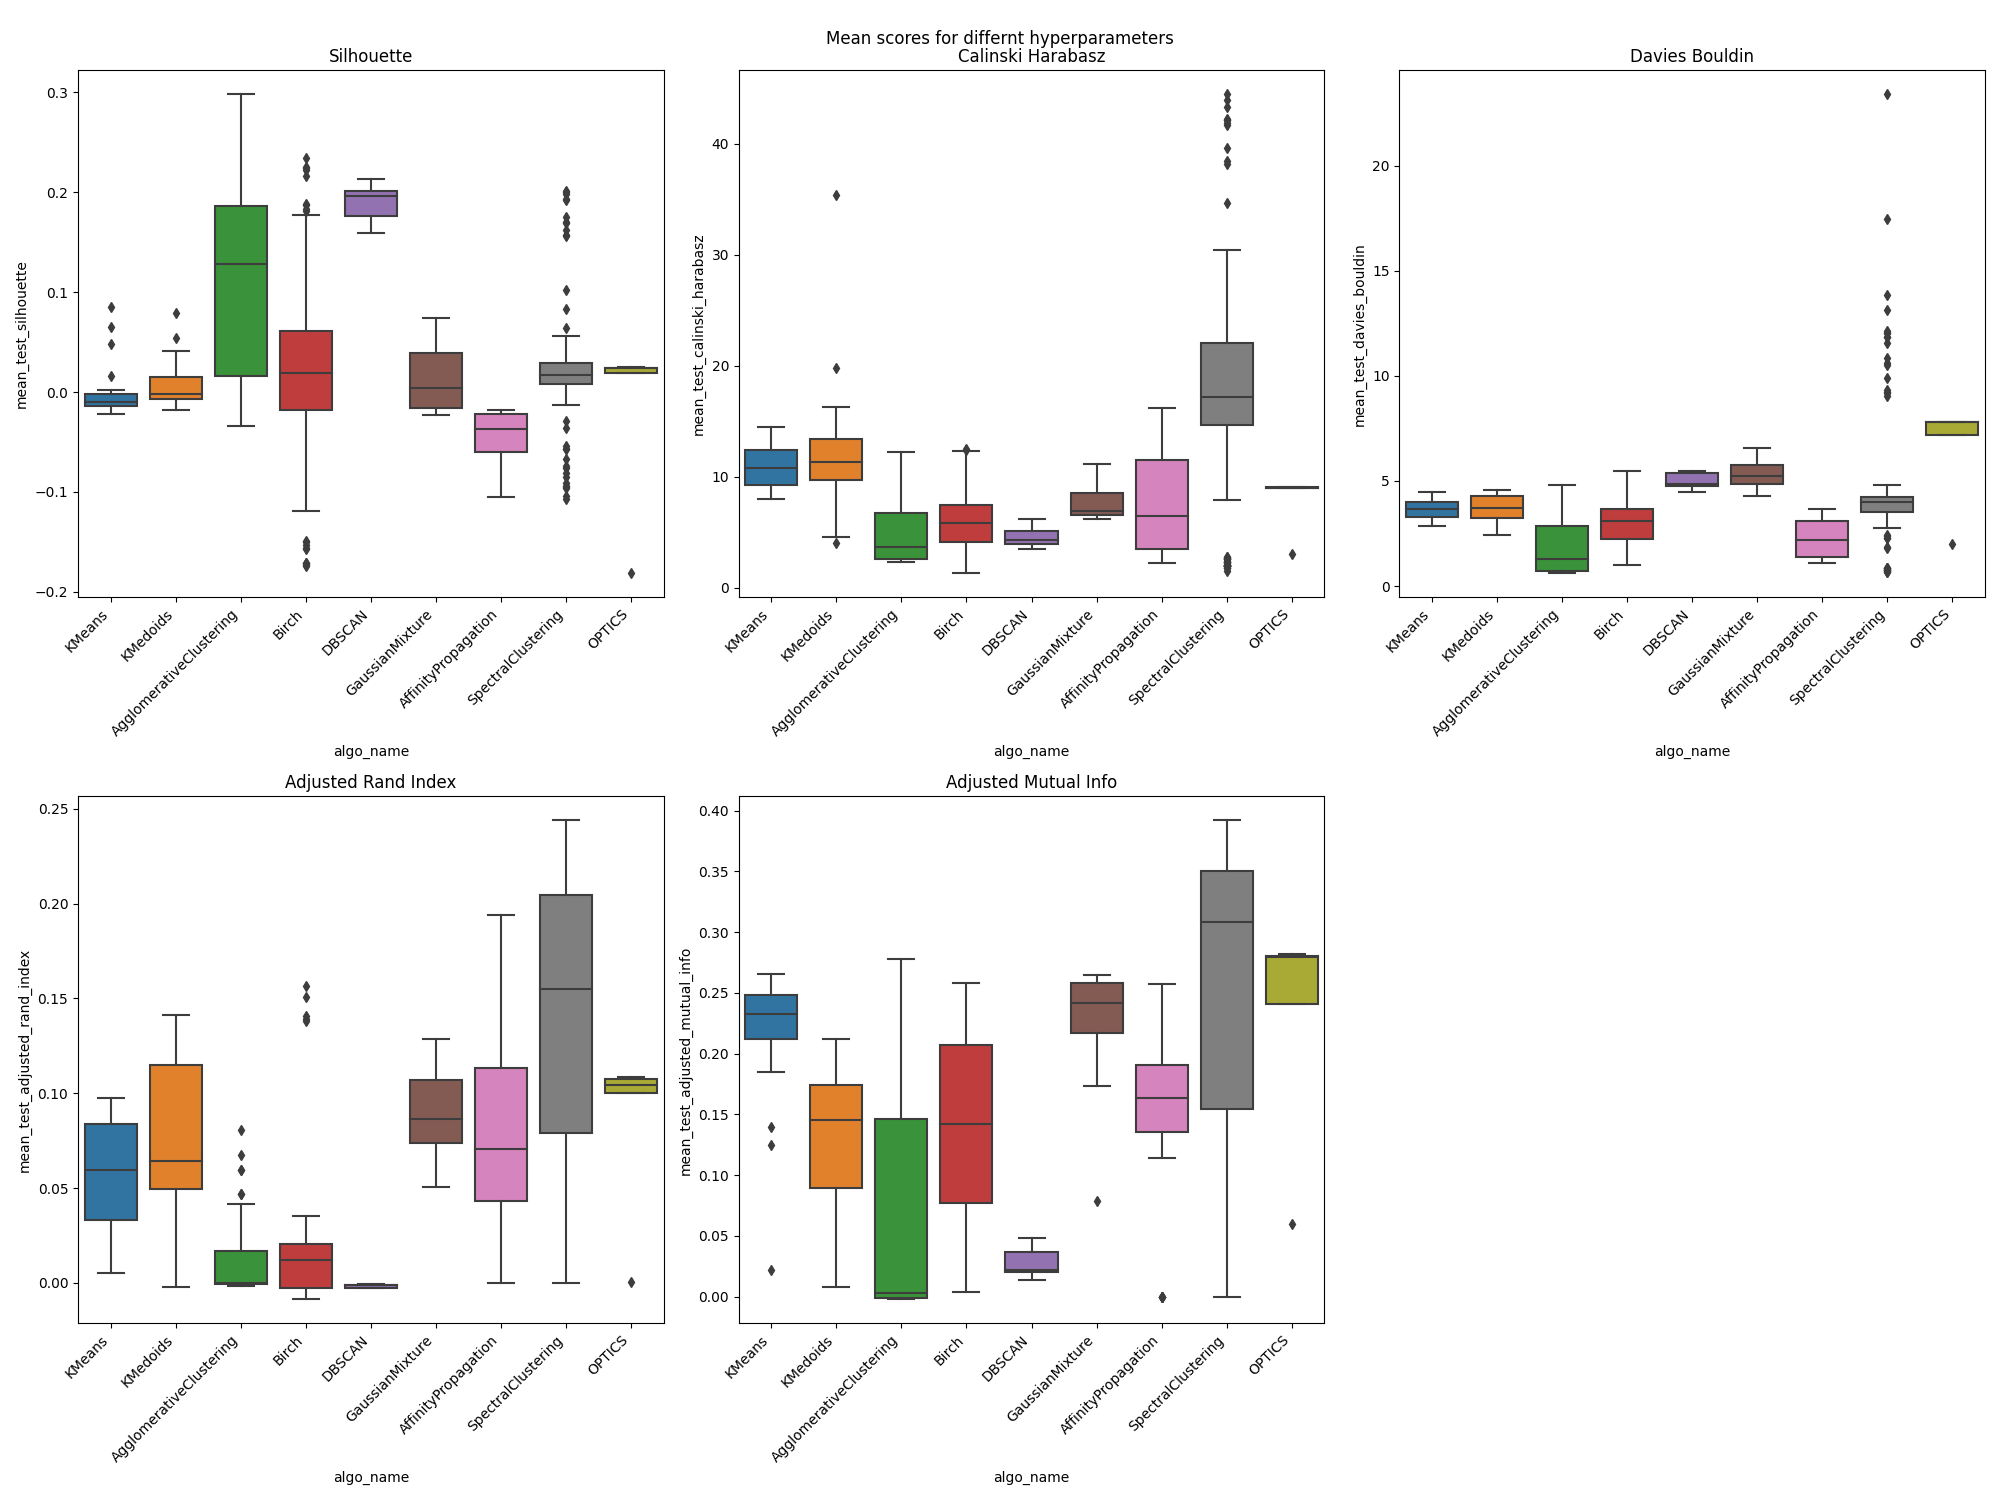 Mean scores for differnt hyperparameters
Silhouette
mean_test_silhouette
0.3
0.2
0.1
0.0
−0.1
−0.2
KMeans
KMedoids
AgglomerativeClustering
Birch
DBSCAN
GaussianMixture
AffinityPropagation
SpectralClustering
OPTICS
algo_name
Calinski Harabasz
mean_test_calinski_harabasz
40
30
20
10
0
KMeans
KMedoids
AgglomerativeClustering
Birch
DBSCAN
GaussianMixture
AffinityPropagation
SpectralClustering
OPTICS
algo_name
Davies Bouldin
mean_test_davies_bouldin
20
15
10
5
0
KMeans
KMedoids
AgglomerativeClustering
Birch
DBSCAN
GaussianMixture
AffinityPropagation
SpectralClustering
OPTICS
algo_name
Adjusted Rand Index
mean_test_adjusted_rand_index
0.25
0.20
0.15
0.10
0.05
0.00
KMeans
KMedoids
AgglomerativeClustering
Birch
DBSCAN
GaussianMixture
AffinityPropagation
SpectralClustering
OPTICS
algo_name
Adjusted Mutual Info
mean_test_adjusted_mutual_info
0.40
0.35
0.30
0.25
0.20
0.15
0.10
0.05
0.00
KMeans
KMedoids
AgglomerativeClustering
Birch
DBSCAN
GaussianMixture
AffinityPropagation
SpectralClustering
OPTICS
algo_name